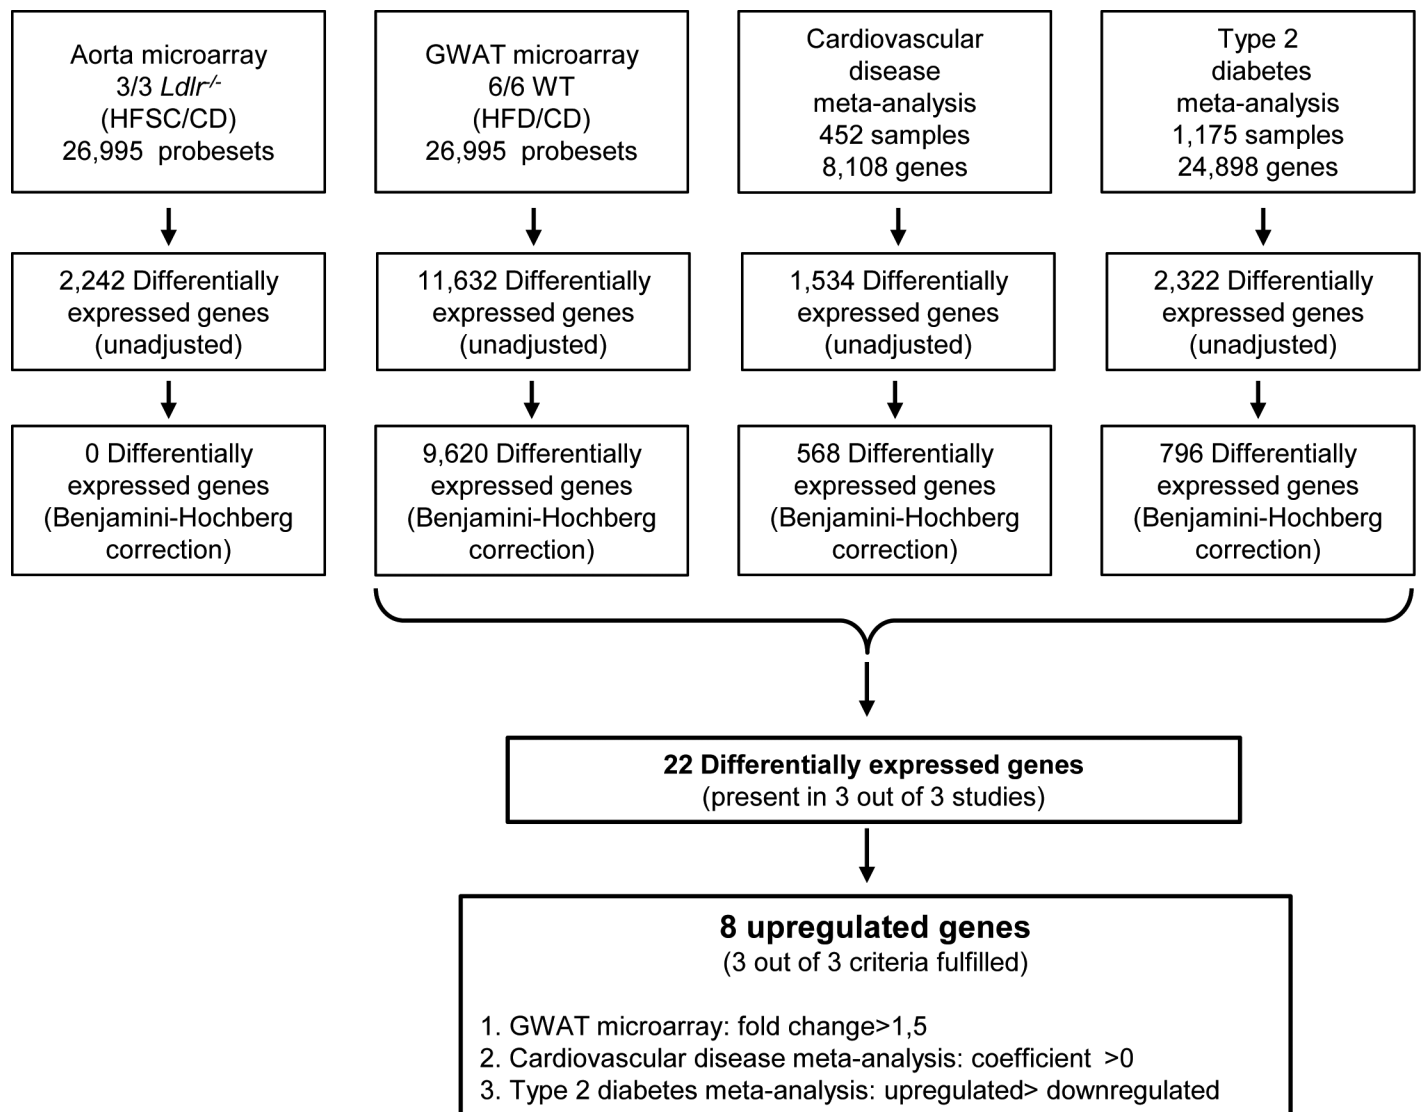 Aorta microarray
3/3 Ldlr-/-
(HFSC/CD)
26,995 probesets
GWAT microarray
6/6 WT
(HFD/CD)
26,995 probesets
Cardiovascular
disease
meta-analysis
452 samples
8,108 genes
Type 2
diabetes
meta-analysis
1,175 samples
24,898 genes
2,242 Differentially
expressed genes
(unadjusted)
11,632 Differentially
expressed genes
(unadjusted)
1,534 Differentially
expressed genes
(unadjusted)
2,322 Differentially
expressed genes
(unadjusted)
0 Differentially
expressed genes
(Benjamini-Hochberg
correction)
9,620 Differentially
expressed genes
(Benjamini-Hochberg
correction)
568 Differentially
expressed genes
(Benjamini-Hochberg
correction)
796 Differentially
expressed genes
(Benjamini-Hochberg
correction)
22 Differentially expressed genes
(present in 3 out of 3 studies)
8 upregulated genes
(3 out of 3 criteria fulfilled)
1. GWAT microarray: fold change>1,5
2. Cardiovascular disease meta-analysis: coefficient >0
3. Type 2 diabetes meta-analysis: upregulated> downregulated